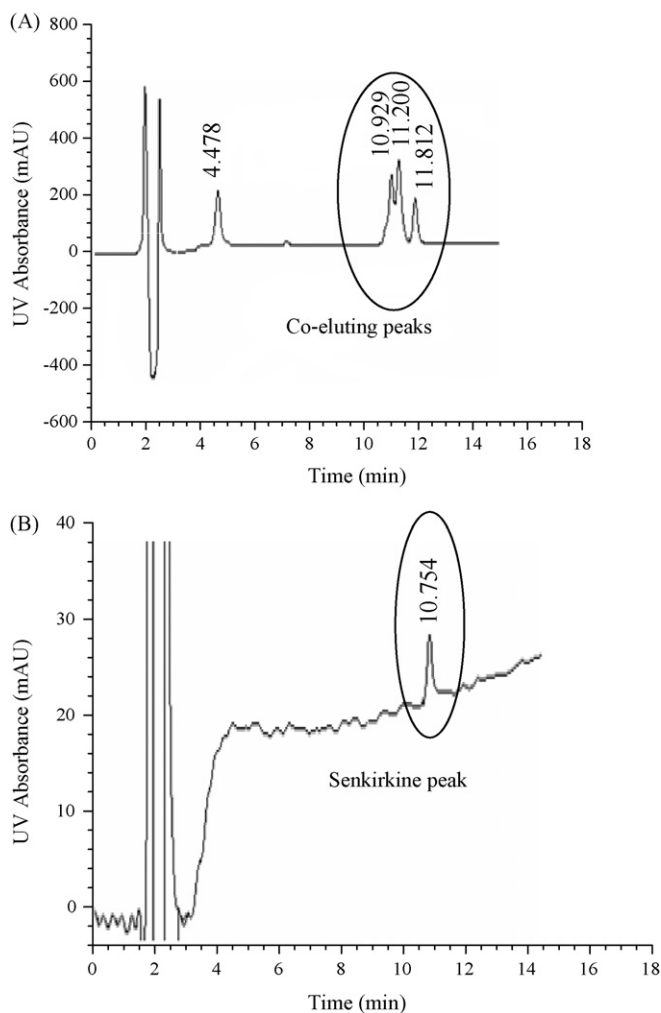 (A)
800
600
400
200
0
-200
-400
-600
UV Absorbance (mAU)
4.478
10.929
11.200
11.812
Co-eluting peaks
0 2 4 6 8 10 12 14 16 18
Time (min)
(B)
40
30
20
10
0
UV Absorbance (mAU)
10.754
Senkirkine peak
0 2 4 6 8 10 12 14 16 18
Time (min)